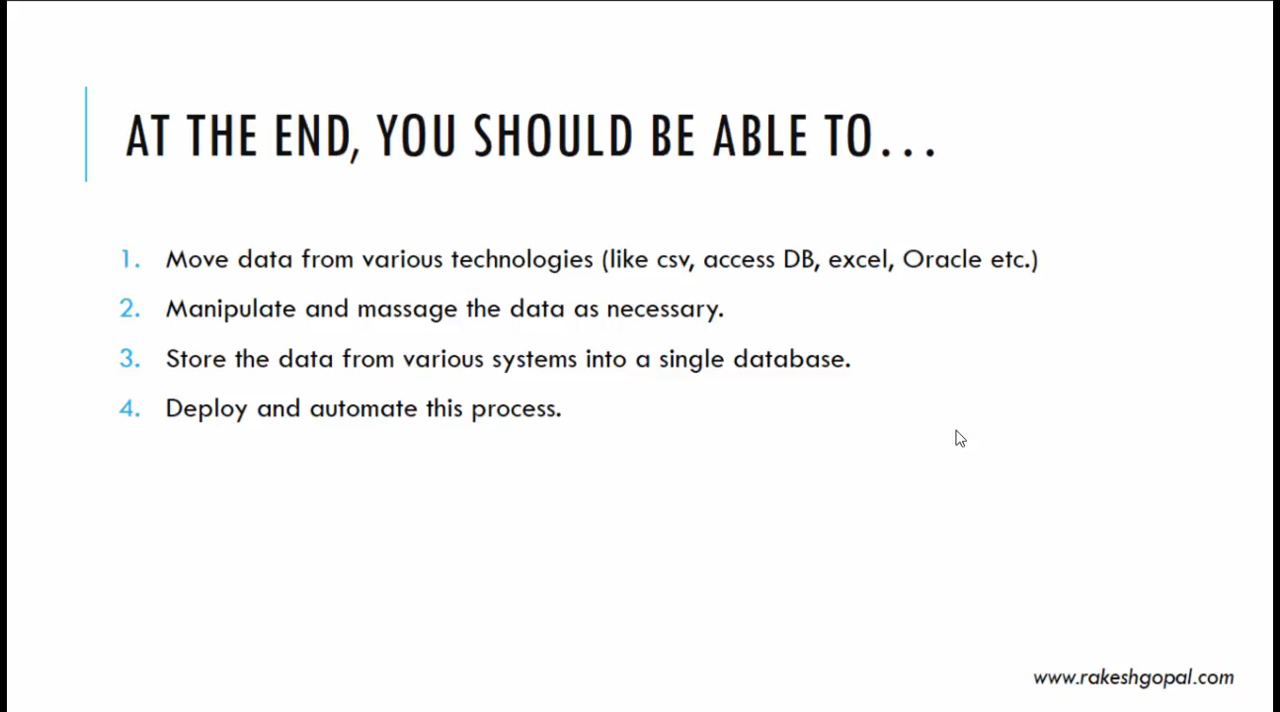 AT THE END, YOU SHOULD BE ABLE TO...
1. Move data from various technologies (like csv, access DB, excel, Oracle etc.)
2. Manipulate and massage the data as necessary.
3. Store the data from various systems into a single database.
4. Deploy and automate this process.
www.rakeshgopal.com